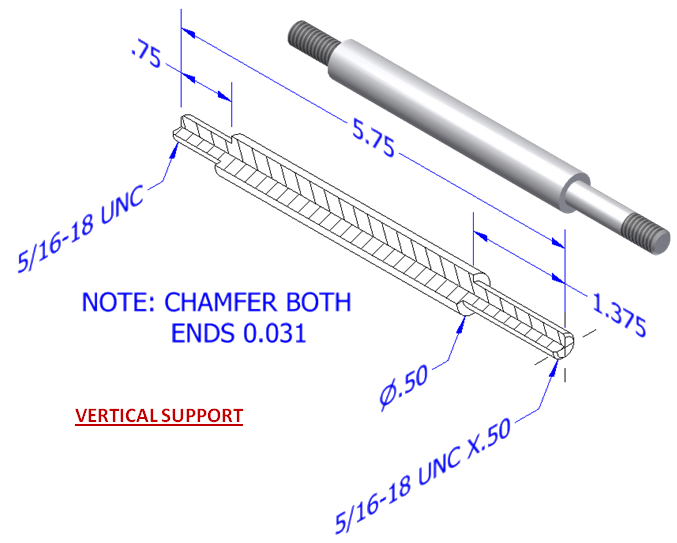 .75
5.75
5/16-18 UNC
1.375
NOTE: CHAMFER BOTH
ENDS 0.031
Ø.50
VERTICAL SUPPORT
5/16-18 UNC X.50